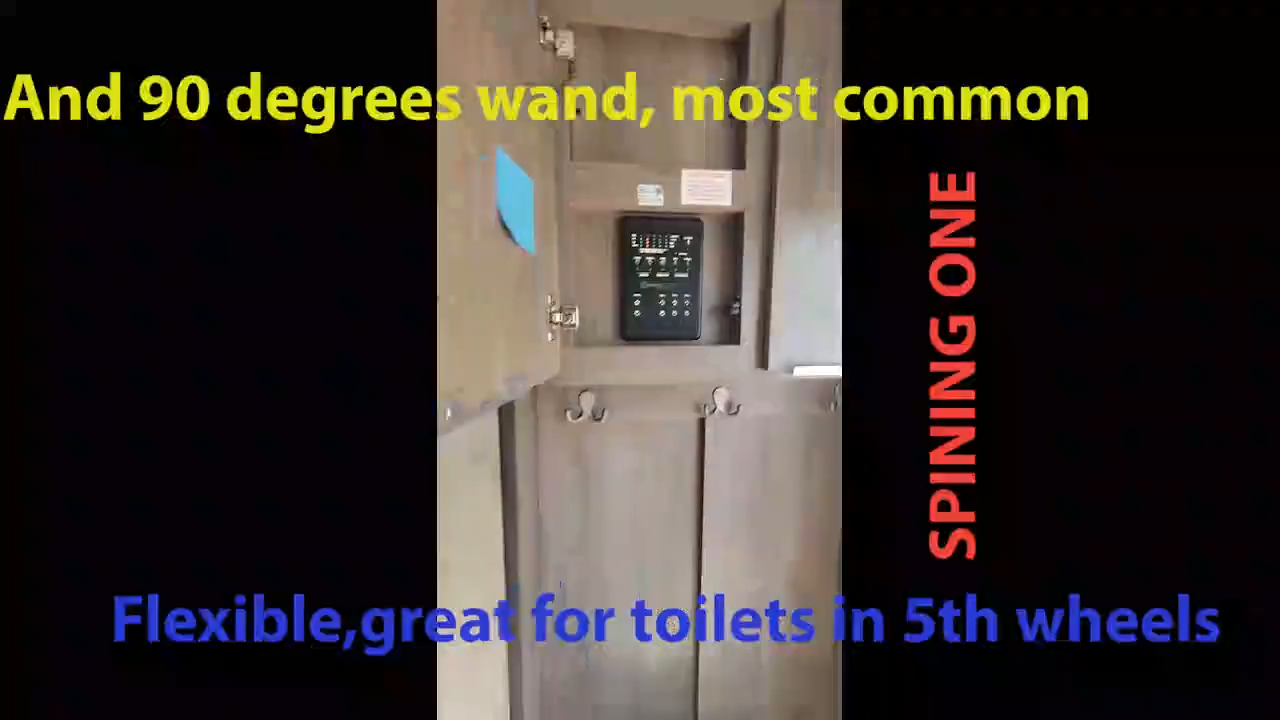 And 90 degrees wand, most common
SPINING ONE
Flexible,great for toilets in 5th wheels